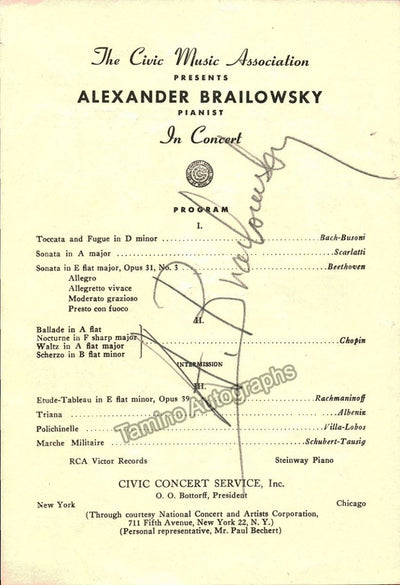 The Civic Music Association
PRESENTS
ALEXANDER BRAILOWSKY
PIANIST
In Concert
PROGRAM
I.
Toccata and Fugue in D minor ........ Bach-Busoni
Sonata in A major ........ Scarlatti
Sonata in E flat major, Opus 31, No. 3 ........ Beethoven
Allegro
Allegretto vivace
Moderato grazioso
Presto con fuoco
II.
Ballade in A flat
Nocturne in F sharp major
Waltz in A flat major
Scherzo in B flat minor
........ Chopin
INTERMISSION
III.
Etude-Tableau in E flat minor, Opus 39 ........ Rachmaninoff
Triana ........ Albeniz
Polichinelle ........ Villa-Lobos
Marche Militaire ........ Schubert-Tausig
RCA Victor Records Steinway Piano
CIVIC CONCERT SERVICE, Inc.
O. O. Bottorff, President
New York Chicago
(Through courtesy National Concert and Artists Corporation,
711 Fifth Avenue, New York 22, N. Y.)
(Personal representative, Mr. Paul Bechert)
A. Brailowsky
Tamino Autographs